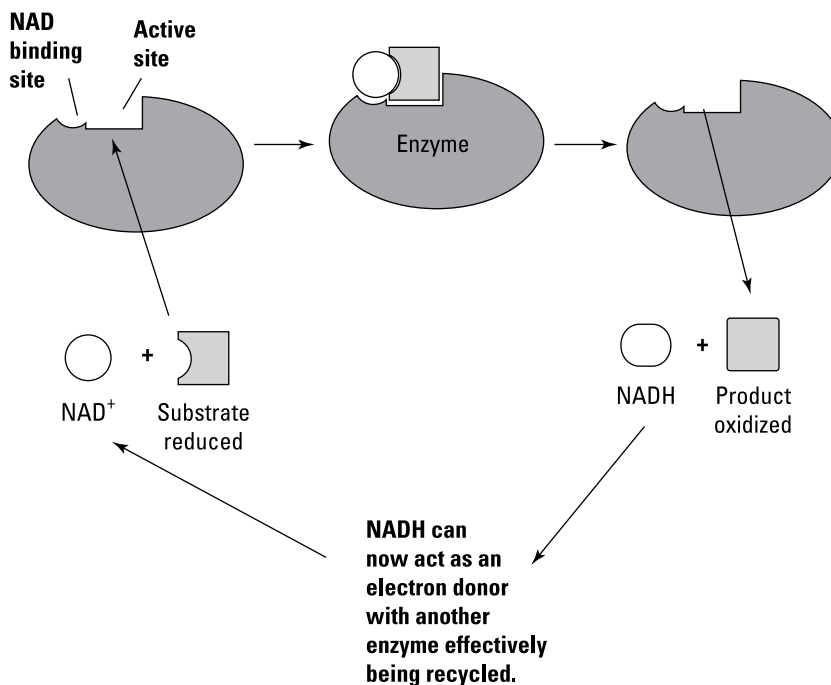 NAD
binding
site
Active
site
Enzyme
NAD⁺
+
Substrate
reduced
NADH
+
Product
oxidized
NADH can
now act as an
electron donor
with another
enzyme effectively
being recycled.